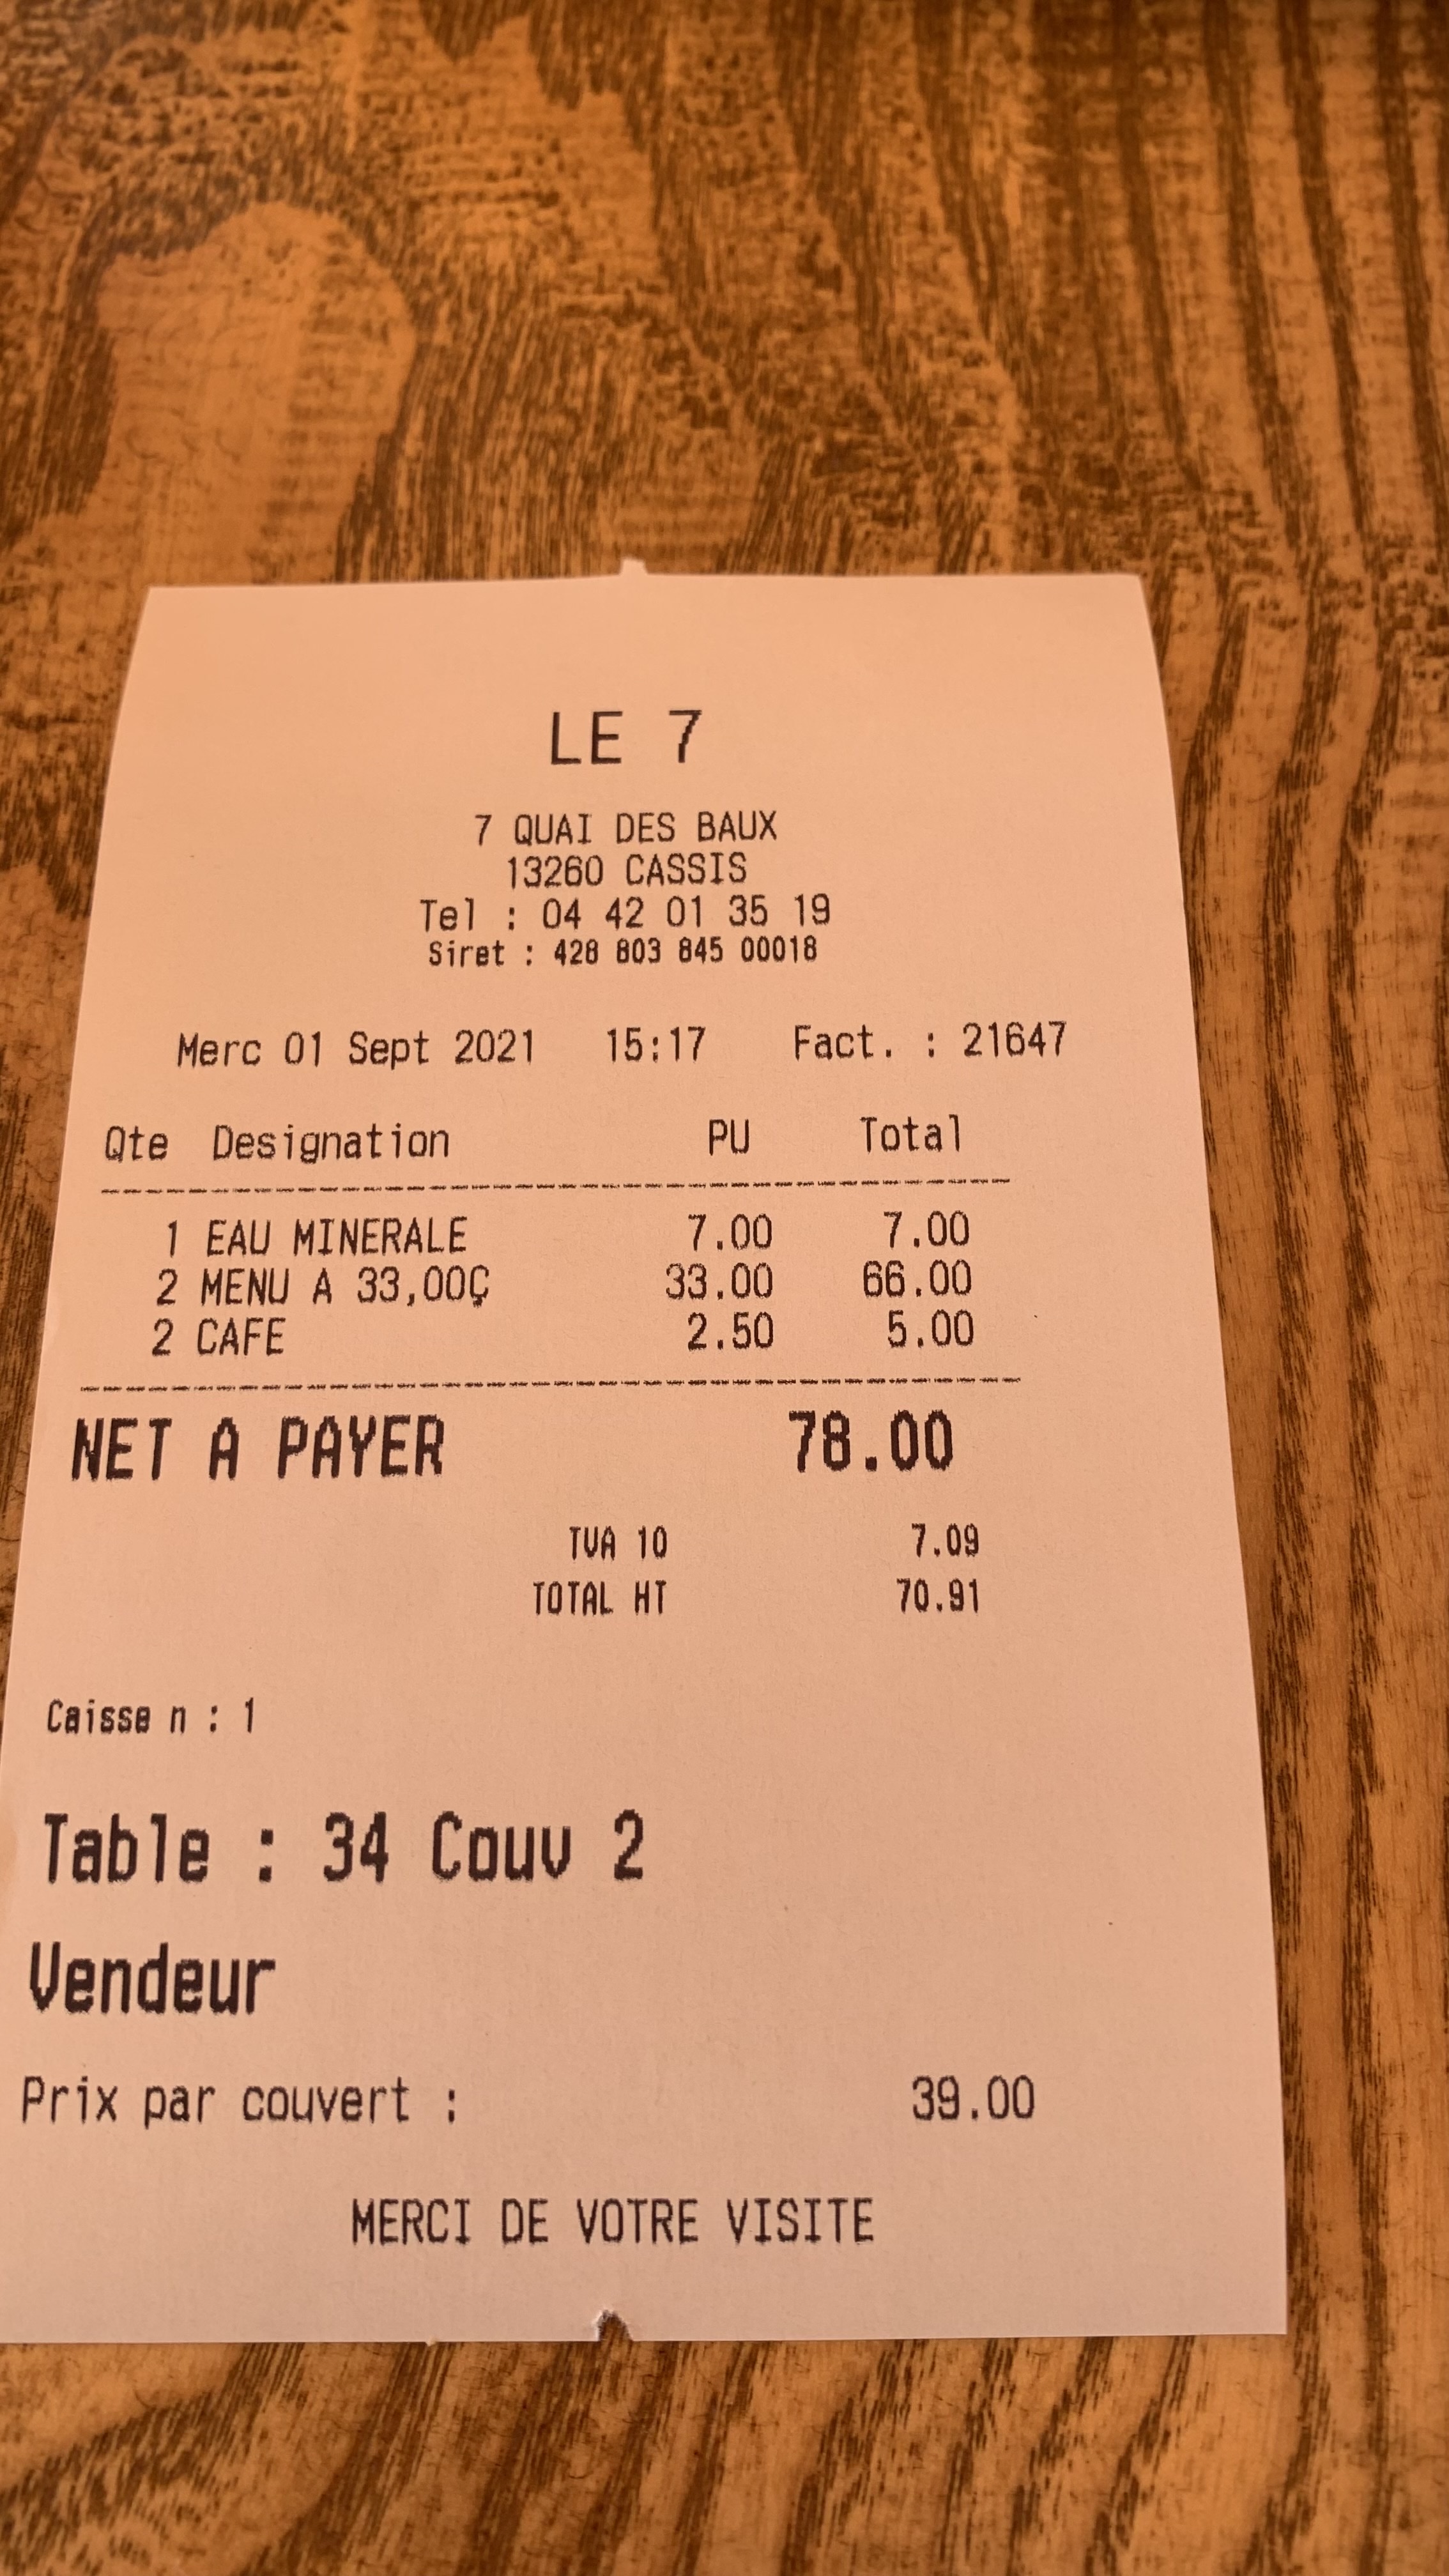 LE 7
7 QUAI DES BAUX
13260 CASSIS
Tel : 04 42 01 35 19
Siret : 428 803 845 00018
Merc 01 Sept 2021 15:17 Fact. : 21647
Qte Designation PU Total
1 EAU MINERALE 7.00 7.00
2 MENU A 33,00Ç 33.00 66.00
2 CAFE 2.50 5.00
NET A PAYER 78.00
TVA 10 7.09
TOTAL HT 70.91
Caisse n : 1
Table : 34 Couv 2
Vendeur
Prix par couvert : 39.00
MERCI DE VOTRE VISITE